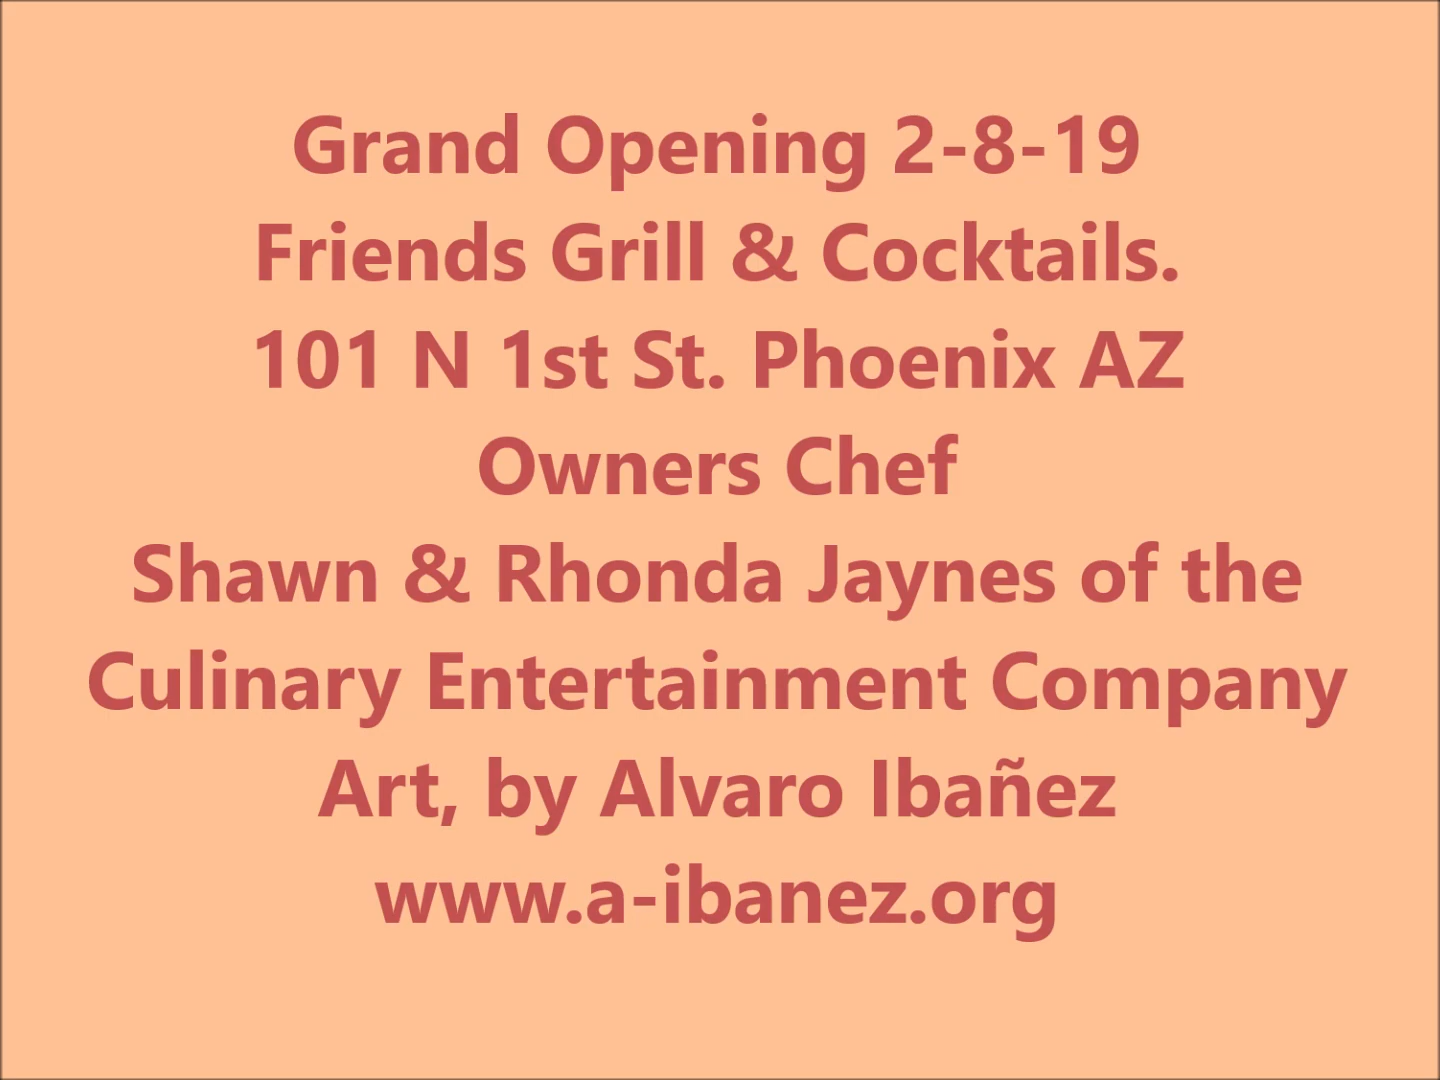 Grand Opening 2-8-19
Friends Grill & Cocktails.
101 N 1st St. Phoenix AZ
Owners Chef
Shawn & Rhonda Jaynes of the
Culinary Entertainment Company
Art, by Alvaro Ibañez
www.a-ibanez.org